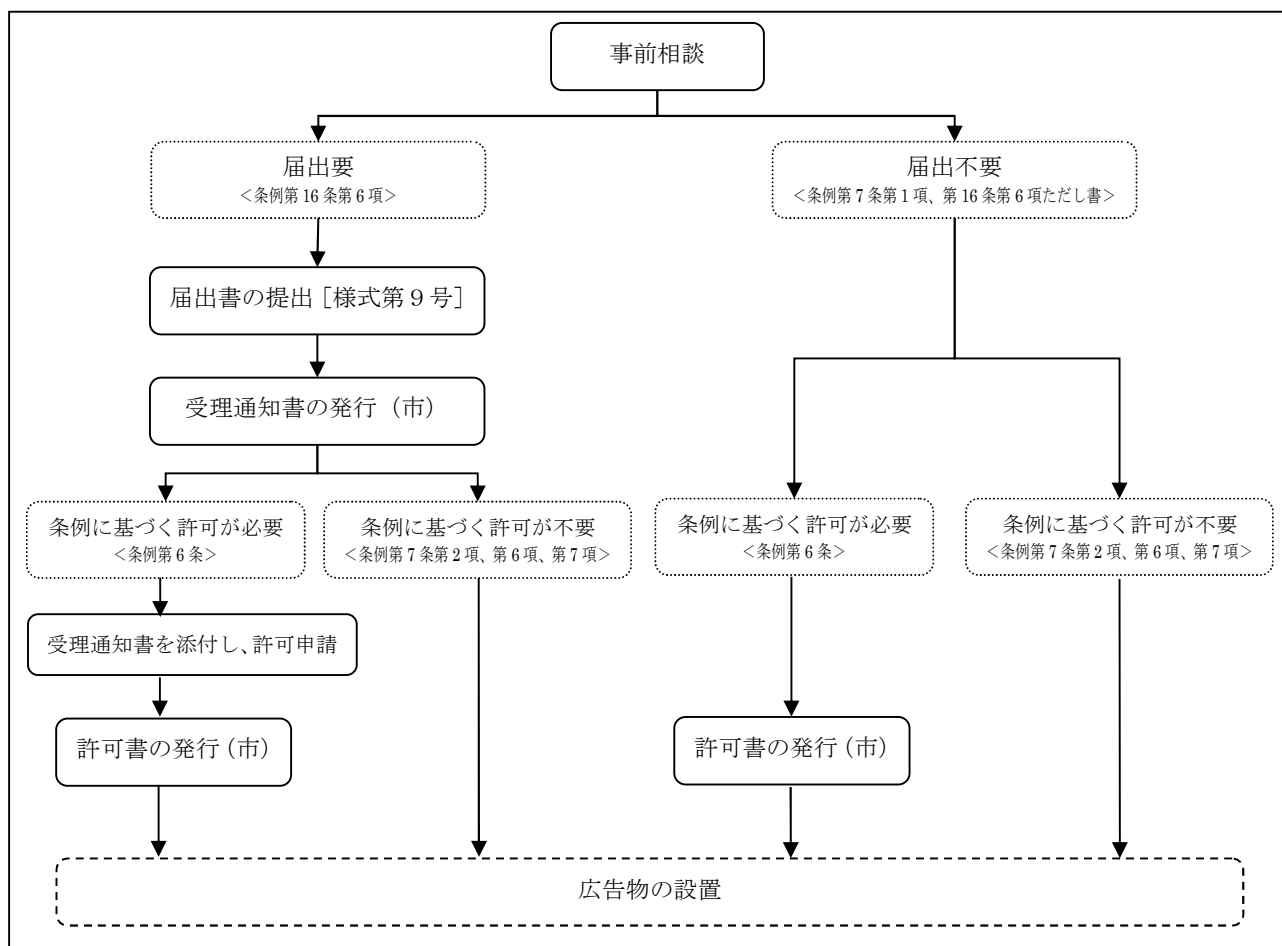 事前相談
届出要
＜条例第16条第6項＞
届出不要
＜条例第7条第1項、第16条第6項ただし書＞
届出書の提出［様式第９号］
受理通知書の発行（市）
条例に基づく許可が必要
＜条例第6条＞
条例に基づく許可が不要
＜条例第7条第2項、第6項、第7項＞
条例に基づく許可が必要
＜条例第6条＞
条例に基づく許可が不要
＜条例第7条第2項、第6項、第7項＞
受理通知書を添付し、許可申請
許可書の発行（市）
許可書の発行（市）
広告物の設置